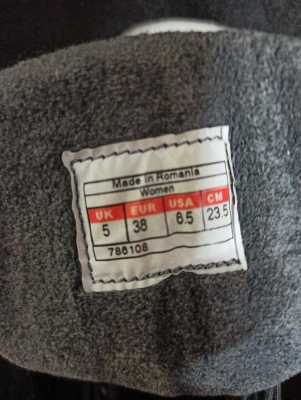 Made in Romania
Women
UK EUR USA CM
5 38 6.5 23.5
786108